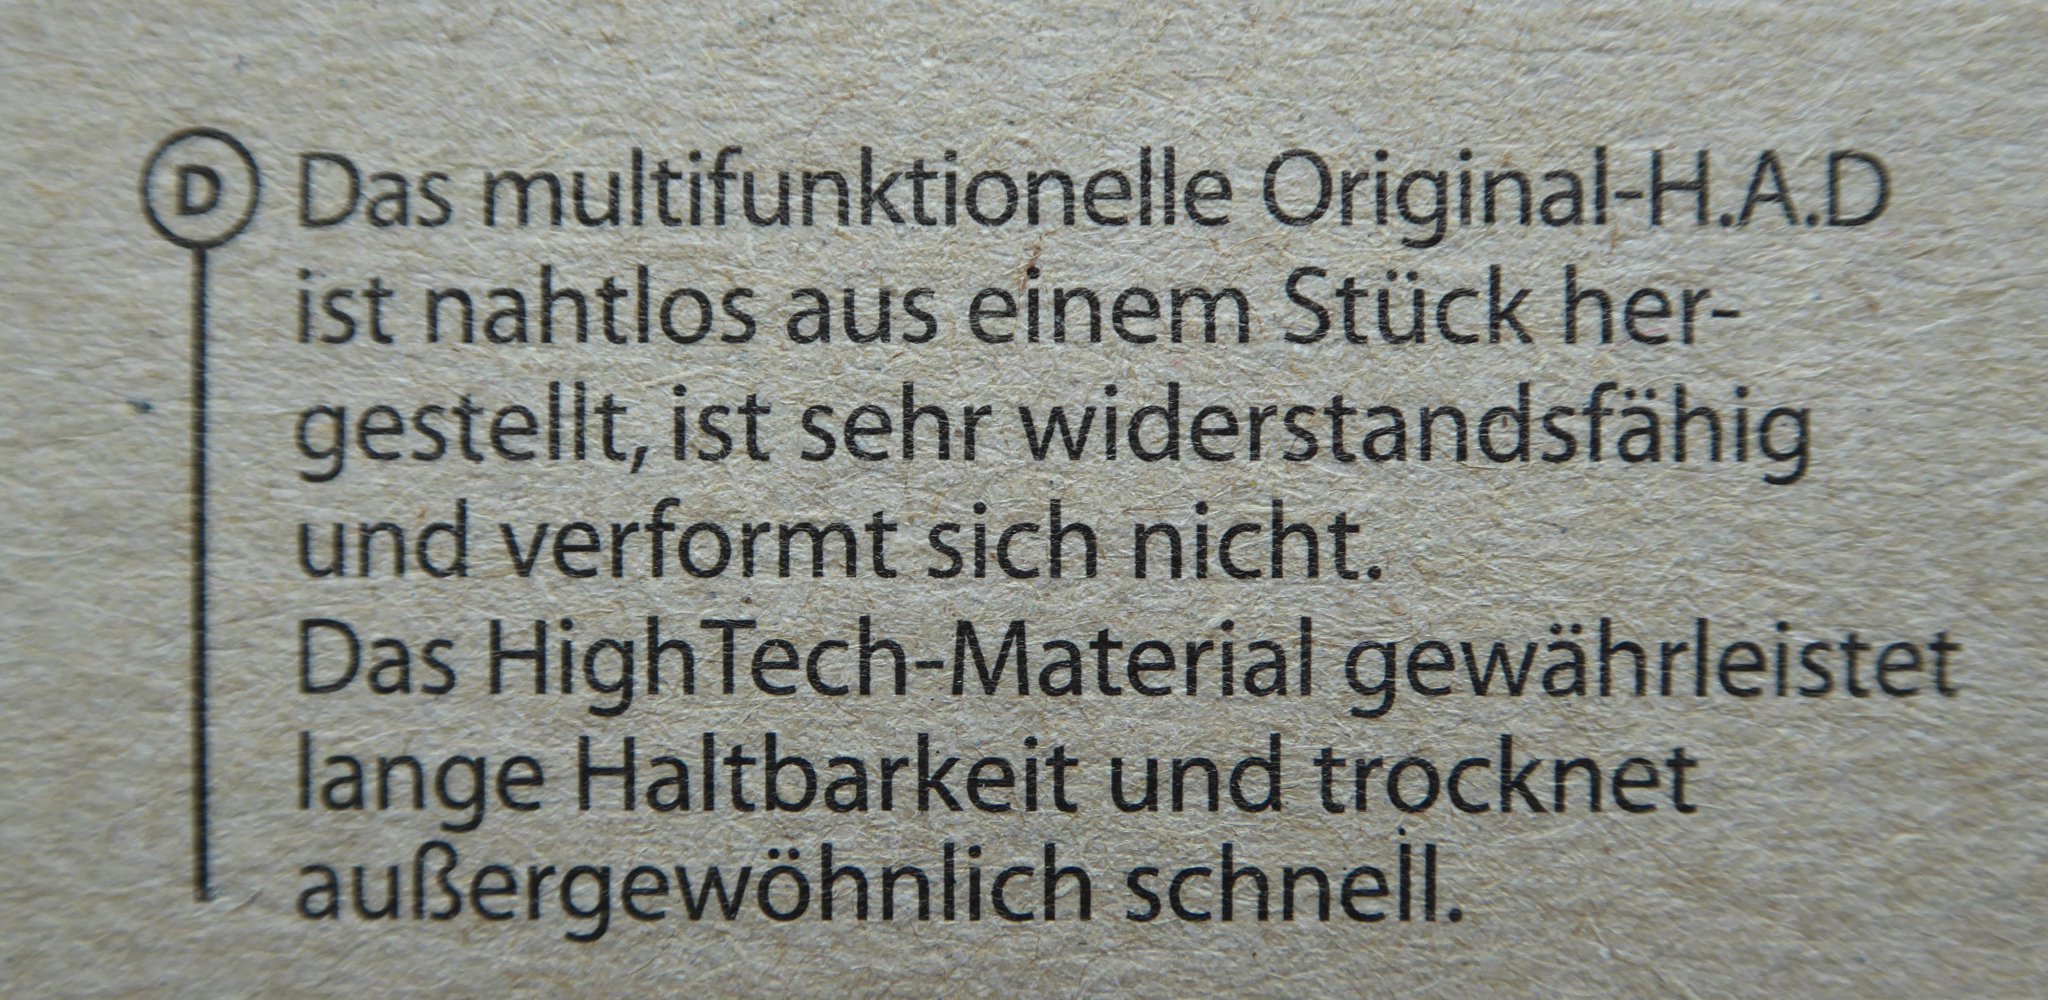 D Das multifunktionelle Original-H.A.D
ist nahtlos aus einem Stück her-
gestellt, ist sehr widerstandsfähig
und verformt sich nicht.
Das HighTech-Material gewährleistet
lange Haltbarkeit und trocknet
außergewöhnlich schnell.